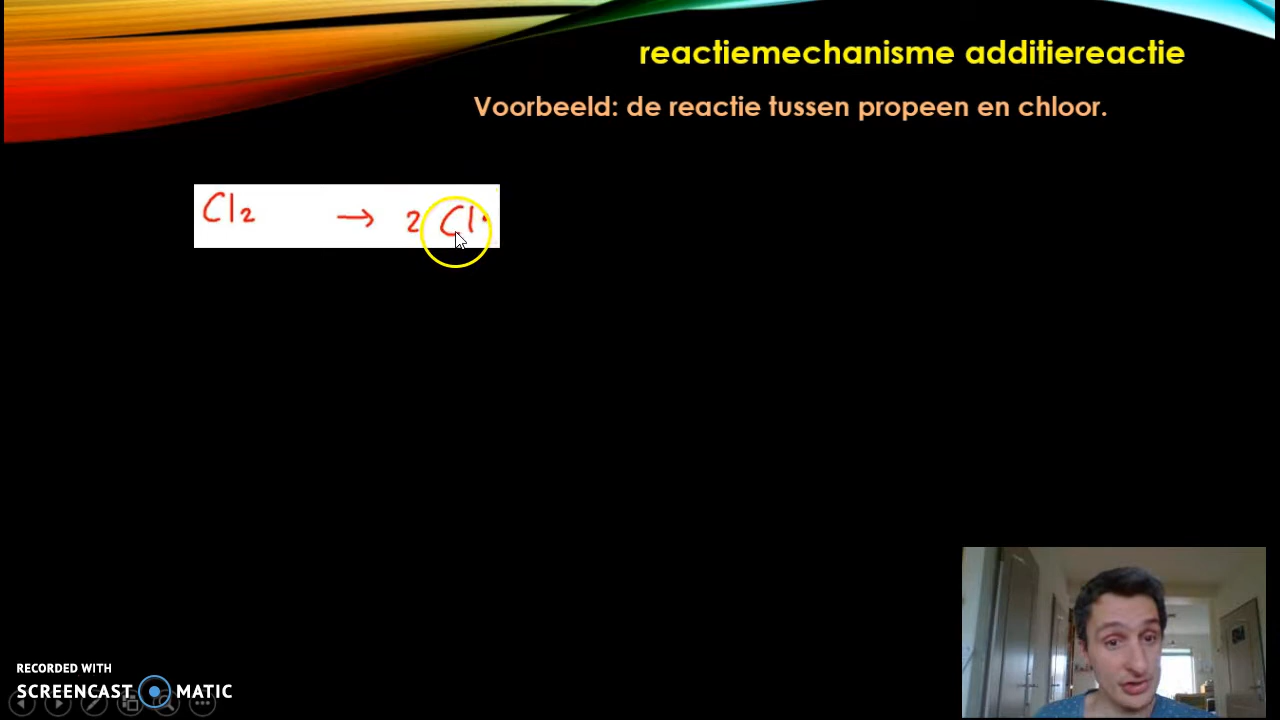 reactiemechanisme additiereactie
Voorbeeld: de reactie tussen propeen en chloor.
Cl₂ → 2 Cl•
RECORDED WITH
SCREENCAST MATIC